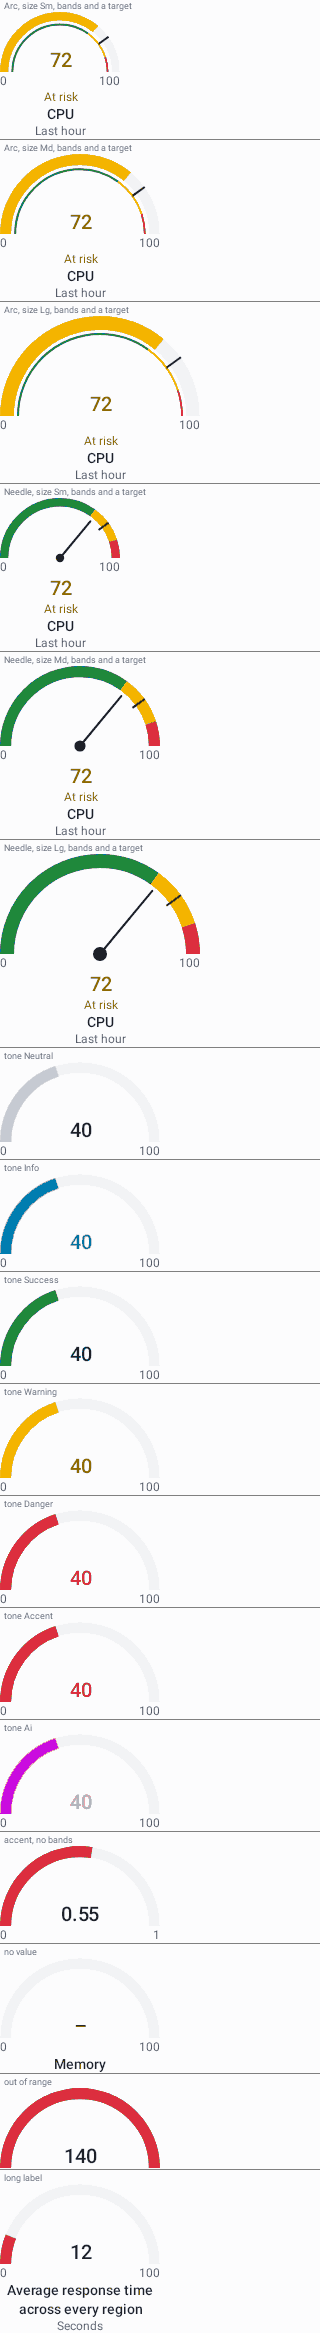 Arc, size Sm, bands and a target
72
0 100
At risk
CPU
Last hour
Arc, size Md, bands and a target
72
0 100
At risk
CPU
Last hour
Arc, size Lg, bands and a target
72
0 100
At risk
CPU
Last hour
Needle, size Sm, bands and a target
0 100
72
At risk
CPU
Last hour
Needle, size Md, bands and a target
0 100
72
At risk
CPU
Last hour
Needle, size Lg, bands and a target
0 100
72
At risk
CPU
Last hour
tone Neutral
40
0 100
tone Info
40
0 100
tone Success
40
0 100
tone Warning
40
0 100
tone Danger
40
0 100
tone Accent
40
0 100
tone Ai
40
0 100
accent, no bands
0.55
0 1
no value
–
0 100
Memory
out of range
140
long label
12
0 100
Average response time
across every region
Seconds